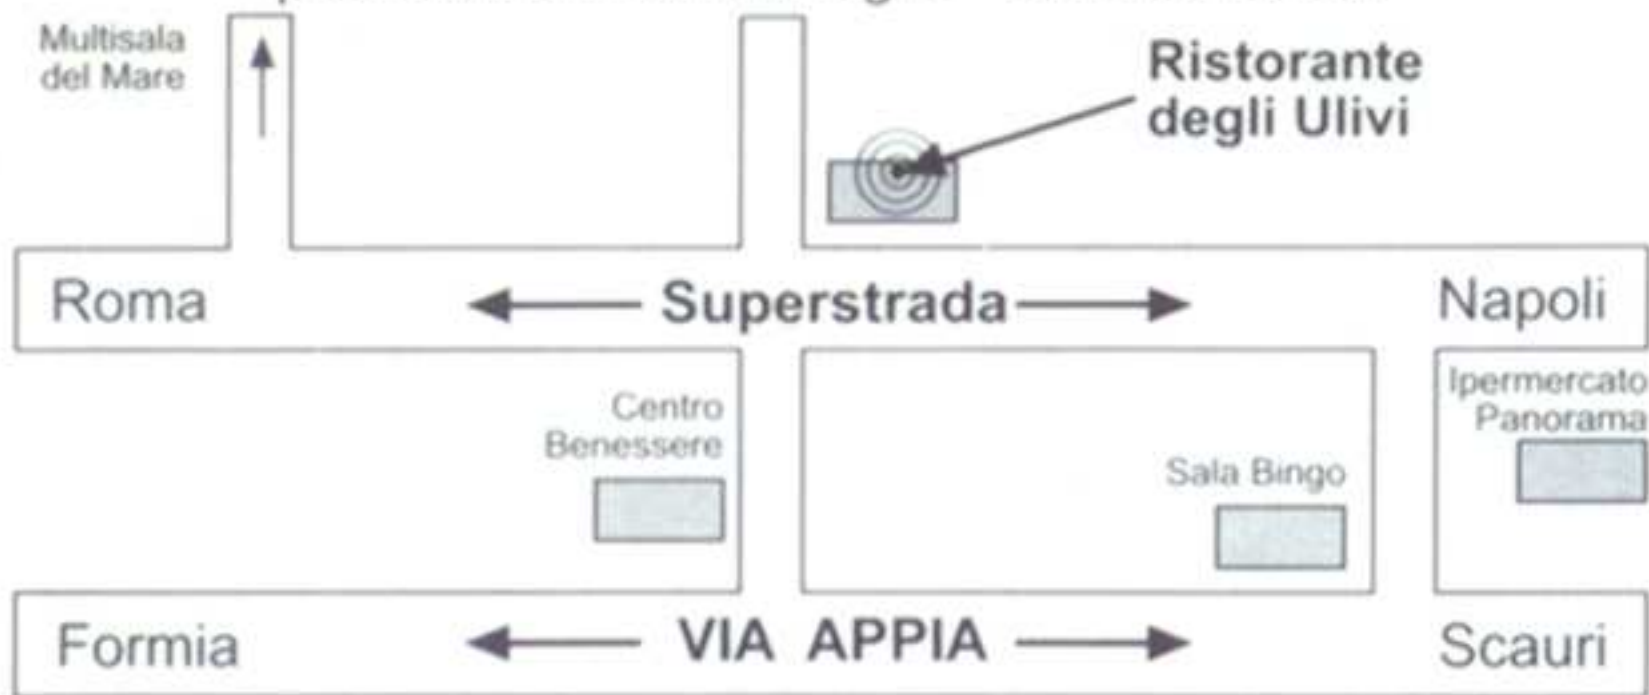 Multisala
del Mare
Ristorante
degli Ulivi
Roma
Superstrada
Napoli
Centro
Benessere
Sala Bingo
Ipermercato
Panorama
Formia
VIA APPIA
Scauri